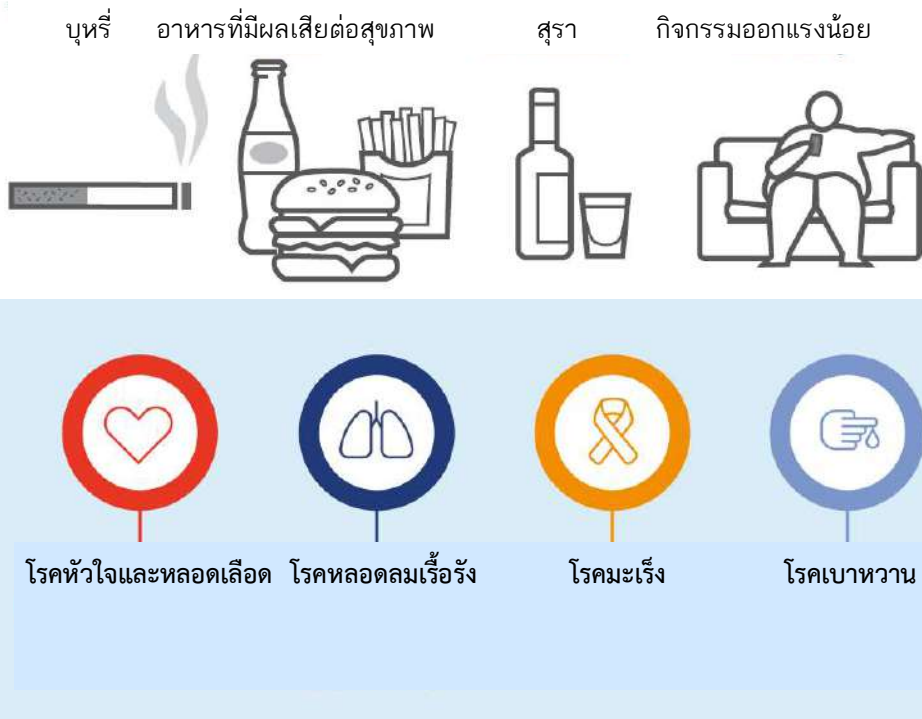 บุหรี่ อาหารที่มีผลเสียต่อสุขภาพ สุรา กิจกรรมออกแรงน้อย
โรคหัวใจและหลอดเลือด โรคหลอดลมเรื้อรัง โรคมะเร็ง โรคเบาหวาน